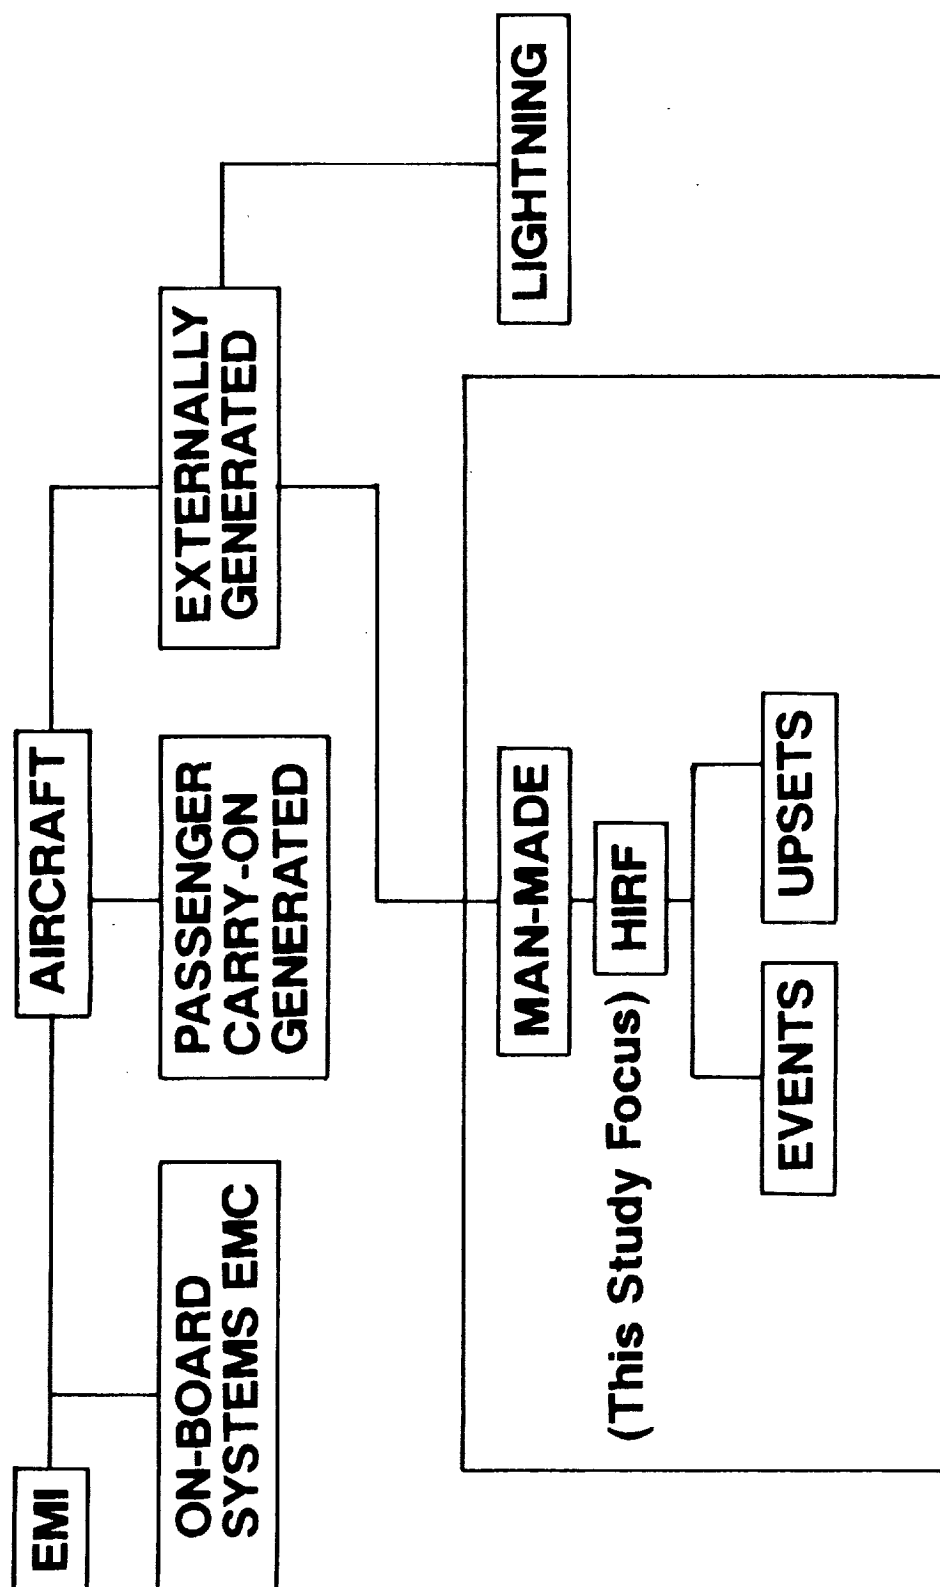 EMI
AIRCRAFT
ON-BOARD
SYSTEMS EMC
PASSENGER
CARRY-ON
GENERATED
EXTERNALLY
GENERATED
MAN-MADE
LIGHTNING
(This Study Focus)
HIRF
EVENTS
UPSETS